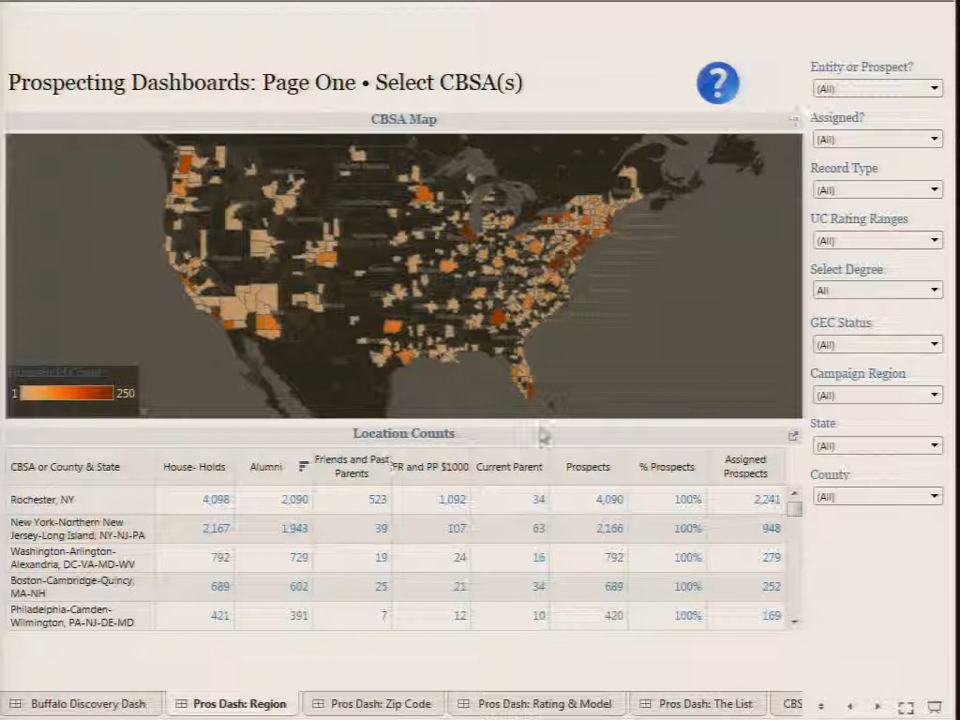 Prospecting Dashboards: Page One • Select CBSA(s)
?
Entity or Prospect?
(All)
CBSA Map
Assigned?
(All)
Record Type
(All)
UC Rating Ranges
(All)
Select Degree
All
GEC Status
(All)
Campaign Region
(All)
State
(All)
County
(All)
Household Count
1 250
Location Counts
CBSA or County & State House- Holds Alumni Friends and Past Parents FR and PP $1000 Current Parent Prospects % Prospects Assigned Prospects
Rochester, NY 4,098 2,090 523 1,092 34 4,090 100% 2,241
New York-Northern New
Jersey-Long Island, NY-NJ-PA 2,167 1,943 39 107 63 2,166 100% 948
Washington-Arlington-
Alexandria, DC-VA-MD-WV 792 729 19 24 16 792 100% 279
Boston-Cambridge-Quincy,
MA-NH 689 602 25 21 34 689 100% 252
Philadelphia-Camden-
Wilmington, PA-NJ-DE-MD 421 391 7 12 10 420 100% 169
Buffalo Discovery Dash Pros Dash: Region Pros Dash: Zip Code Pros Dash: Rating & Model Pros Dash: The List CBS